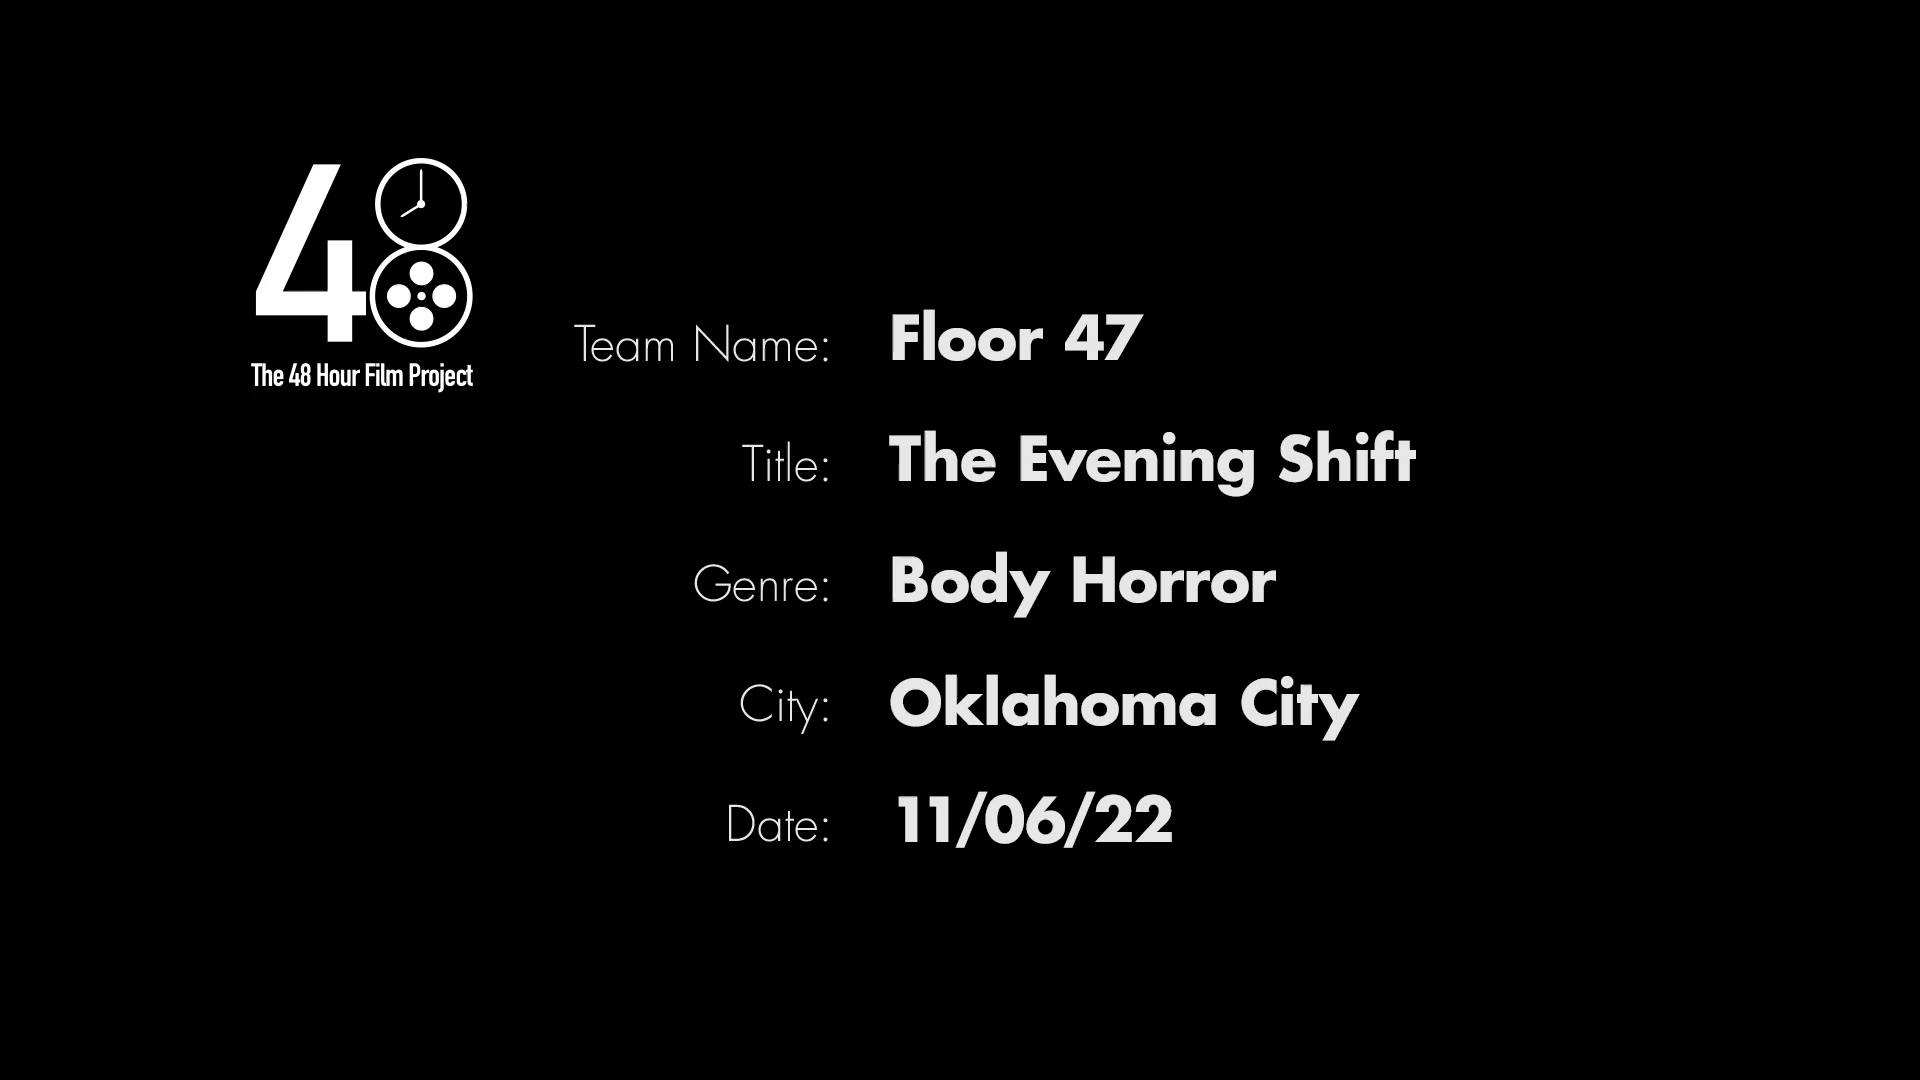 48
The 48 Hour Film Project
Team Name: Floor 47
Title: The Evening Shift
Genre: Body Horror
City: Oklahoma City
Date: 11/06/22